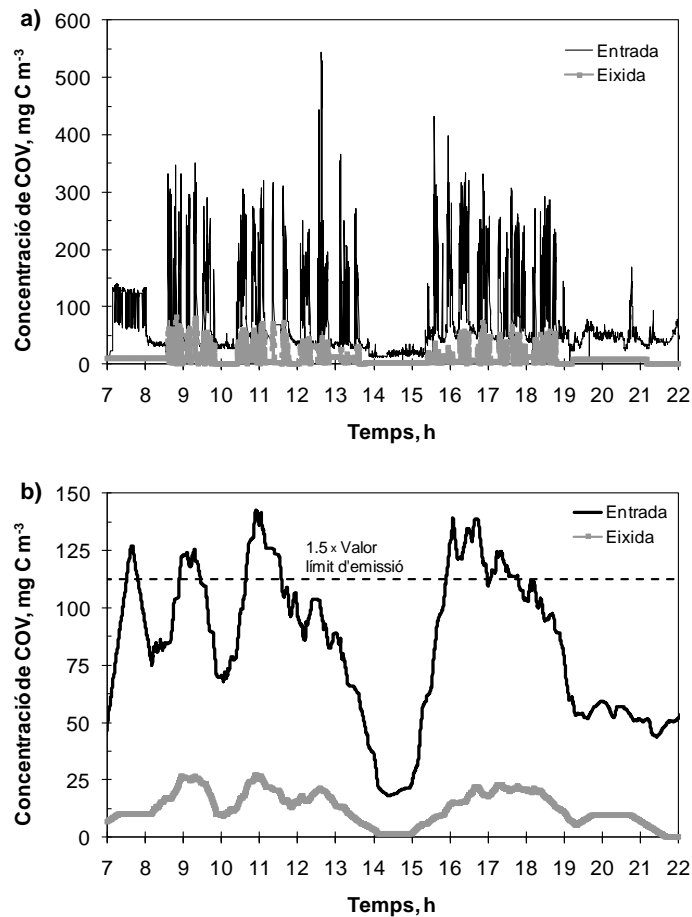 a)
Concentració de COV, mg C m-3
600
500
400
300
200
100
0
Entrada
Eixida
7 8 9 10 11 12 13 14 15 16 17 18 19 20 21 22
Temps, h
b)
Concentració de COV, mg C m-3
150
125
100
75
50
25
0
Entrada
Eixida
1.5 × Valor
límit d'emissió
7 8 9 10 11 12 13 14 15 16 17 18 19 20 21 22
Temps, h